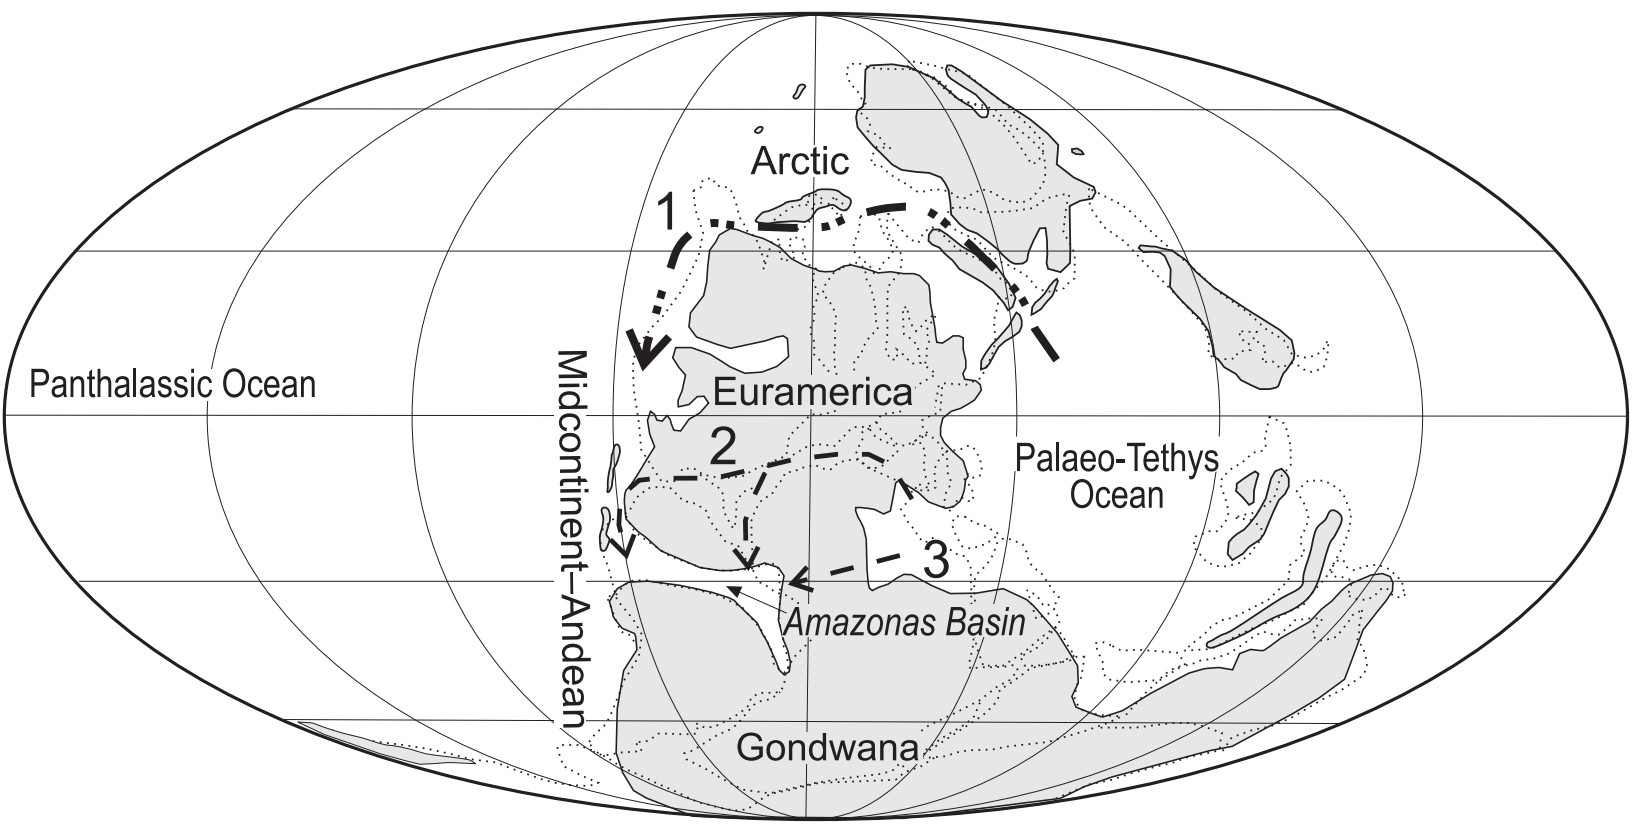 Arctic
1
Panthalassic Ocean
Midcontinent–Andean
Euramerica
2
Palaeo-Tethys
Ocean
3
Amazonas Basin
Gondwana